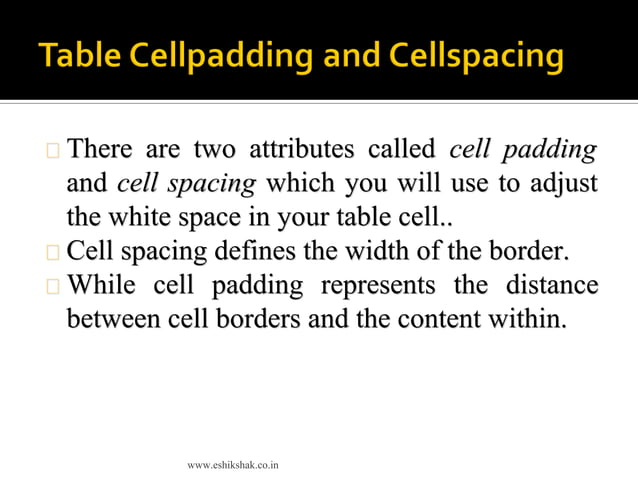 Table Cellpadding and Cellspacing
There are two attributes called cell padding
and cell spacing which you will use to adjust
the white space in your table cell..
Cell spacing defines the width of the border.
While cell padding represents the distance
between cell borders and the content within.
www.eshikshak.co.in